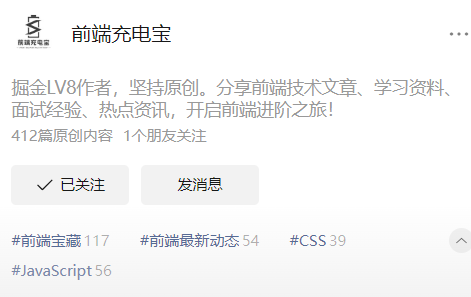 前端充电宝
前端充电宝
掘金LV8作者，坚持原创。分享前端技术文章、学习资料、
面试经验、热点资讯，开启前端进阶之旅！
412篇原创内容 1个朋友关注
已关注 发消息
#前端宝藏 117 #前端最新动态 54 #CSS 39
#JavaScript 56